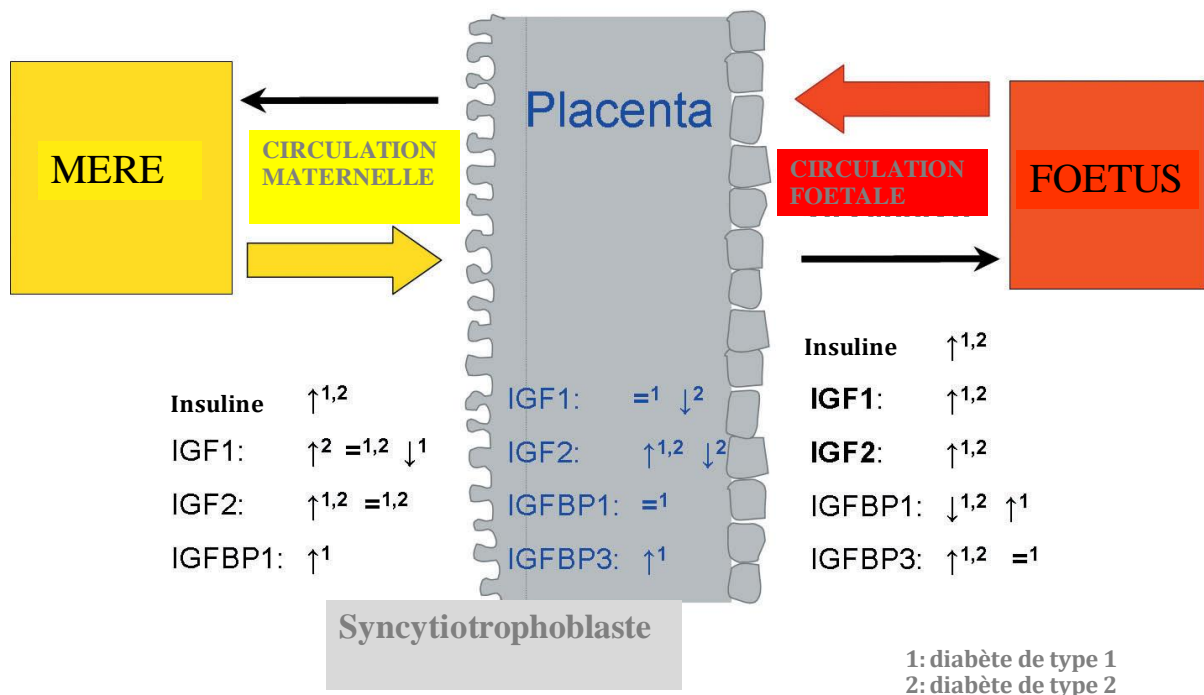 Placenta
MERE
CIRCULATION
MATERNELLE
CIRCULATION
FOETALE
FOETUS
Insuline ↑1,2
IGF1: ↑2 =1,2 ↓1
IGF2: ↑1,2 =1,2
IGFBP1: ↑1
IGF1: =1 ↓2
IGF2: ↑1,2 ↓2
IGFBP1: =1
IGFBP3: ↑1
Insuline ↑1,2
IGF1: ↑1,2
IGF2: ↑1,2
IGFBP1: ↓1,2 ↑1
IGFBP3: ↑1,2 =1
Syncytiotrophoblaste
1: diabète de type 1
2: diabète de type 2